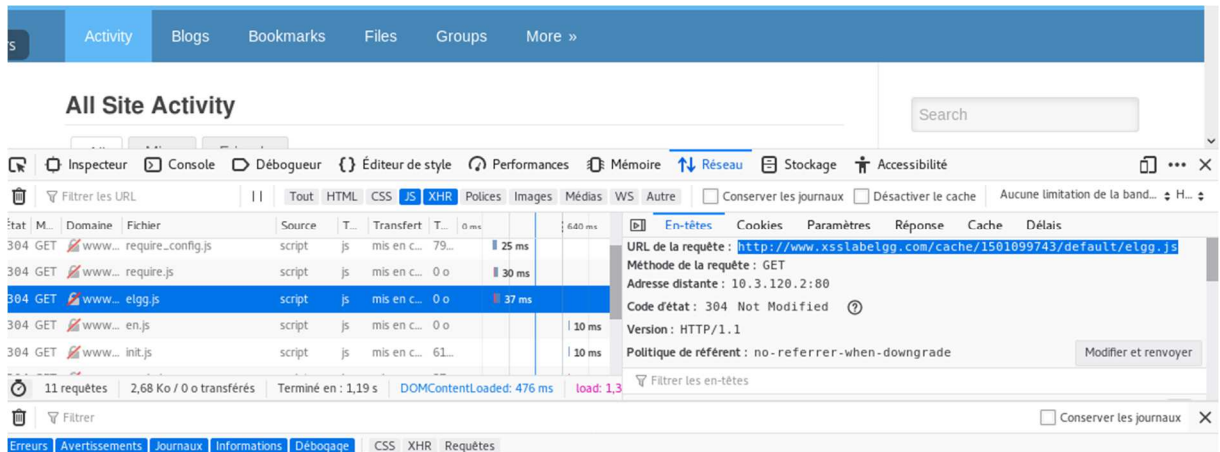 rs Activity Blogs Bookmarks Files Groups More »
All Site Activity
Search
Inspecteur Console Débogueur {} Éditeur de style Performances Mémoire Réseau Stockage Accessibilité
Filtrer les URL Tout HTML CSS JS XHR Polices Images Médias WS Autre Conserver les journaux Désactiver le cache Aucune limitation de la band... H...
État M... Domaine Fichier Source T... Transfert T... 0 ms 640 ms En-têtes Cookies Paramètres Réponse Cache Délais
304 GET www... require_config.js script js mis en c... 79... 25 ms
304 GET www... require.js script js mis en c... 0 o 30 ms
304 GET www... elgg.js script js mis en c... 0 o 37 ms
304 GET www... en.js script js mis en c... 0 o 10 ms
304 GET www... init.js script js mis en c... 61... 10 ms
URL de la requête : http://www.xsslabelgg.com/cache/1501099743/default/elgg.js
Méthode de la requête : GET
Adresse distante : 10.3.120.2:80
Code d'état : 304 Not Modified
Version : HTTP/1.1
Politique de référent : no-referrer-when-downgrade Modifier et renvoyer
Filtrer les en-têtes
11 requêtes 2,68 Ko / 0 o transférés Terminé en : 1,19 s DOMContentLoaded: 476 ms load: 1,3
Filtrer Conserver les journaux
Erreurs Avertissements Journaux Informations Débogage CSS XHR Requêtes